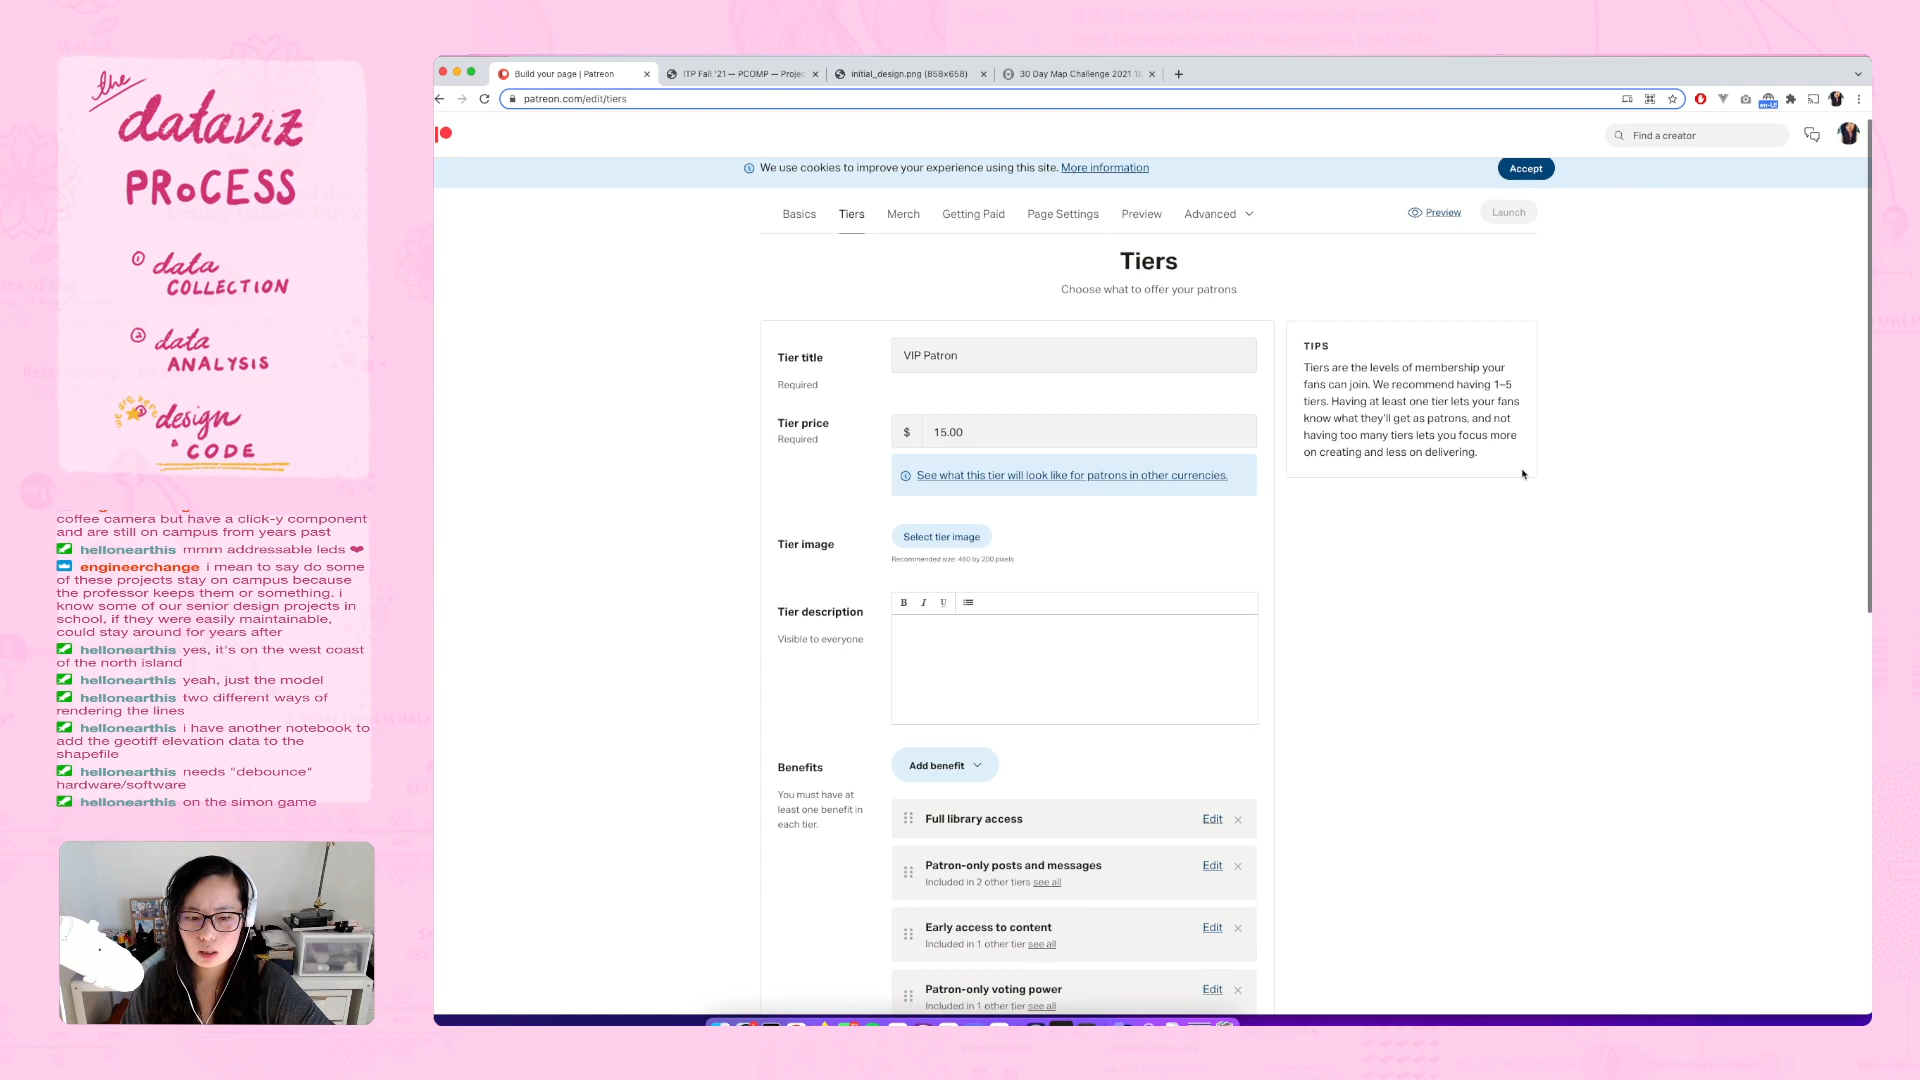 the
dataviz
PROCESS
① data
COLLECTION
② data
ANALYSIS
we are here
③ design
& CODE
coffee camera but have a click-y component
and are still on campus from years past
hellonearthis mmm addressable leds ❤
engineerchange i mean to say do some
of these projects stay on campus because
the professor keeps them or something. i
know some of our senior design projects in
school, if they were easily maintainable,
could stay around for years after
hellonearthis yes, it's on the west coast
of the north island
hellonearthis yeah, just the model
hellonearthis two different ways of
rendering the lines
hellonearthis i have another notebook to
add the geotiff elevation data to the
shapefile
hellonearthis needs "debounce"
hardware/software
hellonearthis on the simon game
Build your page | Patreon
ITP Fall '21 — PCOMP — Projec
initial_design.png (858×658)
30 Day Map Challenge 2021
patreon.com/edit/tiers
Find a creator
We use cookies to improve your experience using this site. More information
Accept
Basics Tiers Merch Getting Paid Page Settings Preview Advanced
Preview
Launch
Tiers
Choose what to offer your patrons
Tier title
Required
VIP Patron
Tier price
Required
$ 15.00
See what this tier will look like for patrons in other currencies.
Tier image
Select tier image
Recommended size: 460 by 200 pixels
Tier description
Visible to everyone
B I U
Benefits
You must have at
least one benefit in
each tier.
Add benefit
Full library access
Edit
Patron-only posts and messages
Included in 2 other tiers see all
Edit
Early access to content
Included in 1 other tier see all
Edit
Patron-only voting power
Included in 1 other tier see all
Edit
TIPS
Tiers are the levels of membership your
fans can join. We recommend having 1–5
tiers. Having at least one tier lets your fans
know what they'll get as patrons, and not
having too many tiers lets you focus more
on creating and less on delivering.